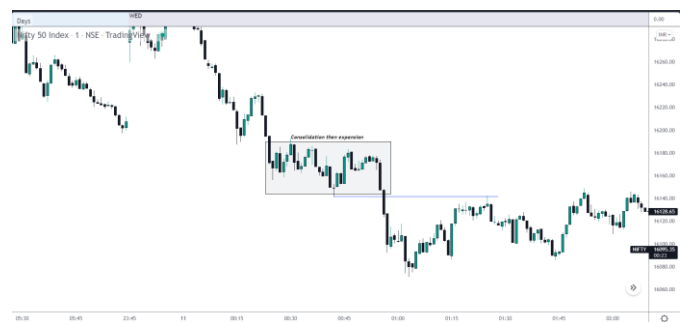 Days
WED
Nifty 50 Index · 1 · NSE · TradingView
0.00
INR
16260.00
16240.00
16220.00
16200.00
16180.00
16160.00
16140.00
16128.65
NIFTY 16095.35
00:23
16100.00
16080.00
16060.00
Consolidation then expansion
05:30 05:45 23:45 11 00:15 00:30 00:45 01:00 01:15 01:30 01:45 02:00